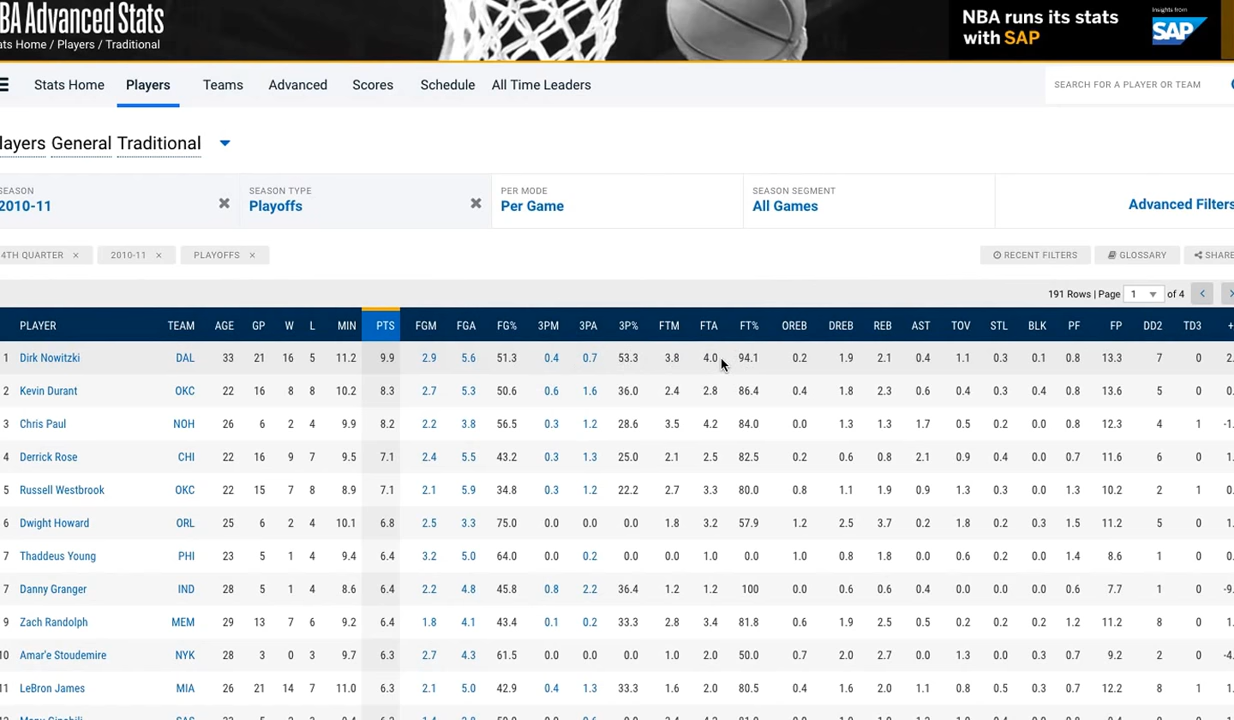 BA Advanced Stats
ats Home / Players / Traditional
NBA runs its stats
with SAP
Insights from
SAP
Stats Home Players Teams Advanced Scores Schedule All Time Leaders SEARCH FOR A PLAYER OR TEAM
layers General Traditional
SEASON SEASON TYPE PER MODE SEASON SEGMENT
2010-11 Playoffs Per Game All Games Advanced Filters
4TH QUARTER × 2010-11 × PLAYOFFS × RECENT FILTERS GLOSSARY SHARE
191 Rows | Page 1 of 4
PLAYER TEAM AGE GP W L MIN PTS FGM FGA FG% 3PM 3PA 3P% FTM FTA FT% OREB DREB REB AST TOV STL BLK PF FP DD2 TD3 +
1 Dirk Nowitzki DAL 33 21 16 5 11.2 9.9 2.9 5.6 51.3 0.4 0.7 53.3 3.8 4.0 94.1 0.2 1.9 2.1 0.4 1.1 0.3 0.1 0.8 13.3 7 0 2.
2 Kevin Durant OKC 22 16 8 8 10.2 8.3 2.7 5.3 50.6 0.6 1.6 36.0 2.4 2.8 86.4 0.4 1.8 2.3 0.6 0.4 0.3 0.4 0.8 13.6 5 0 0.
3 Chris Paul NOH 26 6 2 4 9.9 8.2 2.2 3.8 56.5 0.3 1.2 28.6 3.5 4.2 84.0 0.0 1.3 1.3 1.7 0.5 0.2 0.0 0.8 12.3 4 1 -1.
4 Derrick Rose CHI 22 16 9 7 9.5 7.1 2.4 5.5 43.2 0.3 1.3 25.0 2.1 2.5 82.5 0.2 0.6 0.8 2.1 0.9 0.4 0.0 0.7 11.6 6 0 1.
5 Russell Westbrook OKC 22 15 7 8 8.9 7.1 2.1 5.9 34.8 0.3 1.2 22.2 2.7 3.3 80.0 0.8 1.1 1.9 0.9 1.3 0.3 0.0 1.3 10.2 2 1 0.
6 Dwight Howard ORL 25 6 2 4 10.1 6.8 2.5 3.3 75.0 0.0 0.0 0.0 1.8 3.2 57.9 1.2 2.5 3.7 0.2 1.8 0.2 0.3 1.5 11.2 5 0 1.
7 Thaddeus Young PHI 23 5 1 4 9.4 6.4 3.2 5.0 64.0 0.0 0.2 0.0 0.0 1.0 0.0 1.0 0.8 1.8 0.0 0.6 0.2 0.0 1.4 8.6 1 0 0.
7 Danny Granger IND 28 5 1 4 8.6 6.4 2.2 4.8 45.8 0.8 2.2 36.4 1.2 1.2 100 0.0 0.6 0.6 0.4 0.0 0.0 0.0 0.6 7.7 1 0 -9.
9 Zach Randolph MEM 29 13 7 6 9.2 6.4 1.8 4.1 43.4 0.1 0.2 33.3 2.8 3.4 81.8 0.6 1.9 2.5 0.5 0.2 0.2 0.2 1.2 11.2 8 0 1.
10 Amar'e Stoudemire NYK 28 3 0 3 9.7 6.3 2.7 4.3 61.5 0.0 0.0 0.0 1.0 2.0 50.0 0.7 2.0 2.7 0.0 1.3 0.0 0.3 1.7 9.2 2 0 -4.
11 LeBron James MIA 26 21 14 7 11.0 6.3 2.1 5.0 42.9 0.4 1.3 33.3 1.6 2.0 80.5 0.4 1.6 2.0 1.1 0.8 0.5 0.3 0.7 12.2 8 1 1.